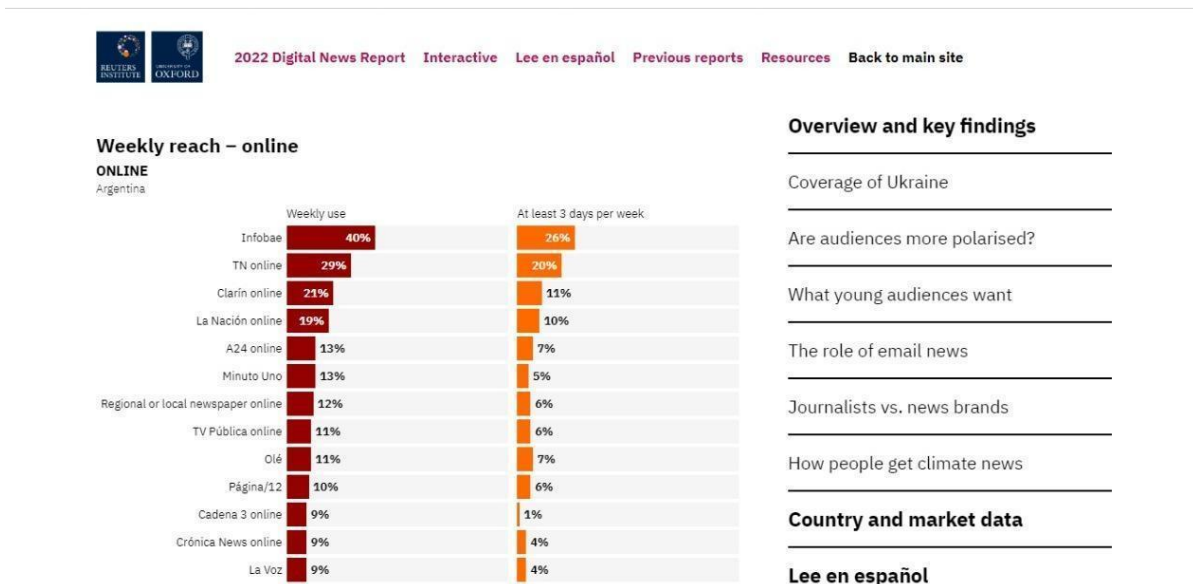 REUTERS
INSTITUTE
UNIVERSITY OF
OXFORD
2022 Digital News Report Interactive Lee en español Previous reports Resources Back to main site
Weekly reach – online
ONLINE
Argentina
Weekly use At least 3 days per week
Infobae 40% 26%
TN online 29% 20%
Clarín online 21% 11%
La Nación online 19% 10%
A24 online 13% 7%
Minuto Uno 13% 5%
Regional or local newspaper online 12% 6%
TV Pública online 11% 6%
Olé 11% 7%
Página/12 10% 6%
Cadena 3 online 9% 1%
Crónica News online 9% 4%
La Voz 9% 4%
Overview and key findings
Coverage of Ukraine
Are audiences more polarised?
What young audiences want
The role of email news
Journalists vs. news brands
How people get climate news
Country and market data
Lee en español